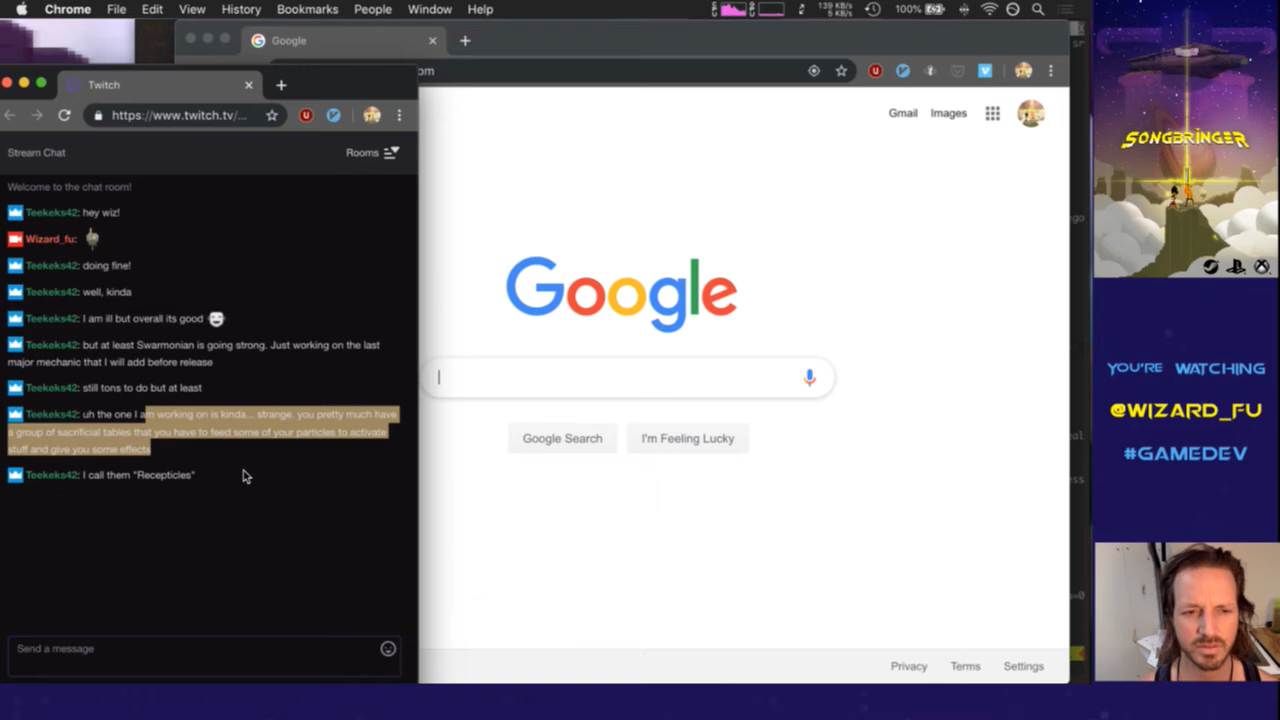 Chrome File Edit View History Bookmarks People Window Help
139 KB/s
5 KB/s
100%
Google
Twitch
https://www.twitch.tv/...
om
Gmail Images
Stream Chat Rooms
Welcome to the chat room!
Teekeks42: hey wiz!
Wizard_fu:
Teekeks42: doing fine!
Teekeks42: well, kinda
Teekeks42: I am ill but overall its good
Teekeks42: but at least Swarmonian is going strong. Just working on the last
major mechanic that I will add before release
Teekeks42: still tons to do but at least
Teekeks42: uh the one I am working on is kinda... strange. you pretty much have
a group of sacrificial tables that you have to feed some of your particles to activate
stuff and give you some effects
Teekeks42: I call them "Recepticles"
Send a message
Google
Google Search I'm Feeling Lucky
Privacy Terms Settings
SONGBRINGER
YOU'RE WATCHING
@WIZARD_FU
#GAMEDEV